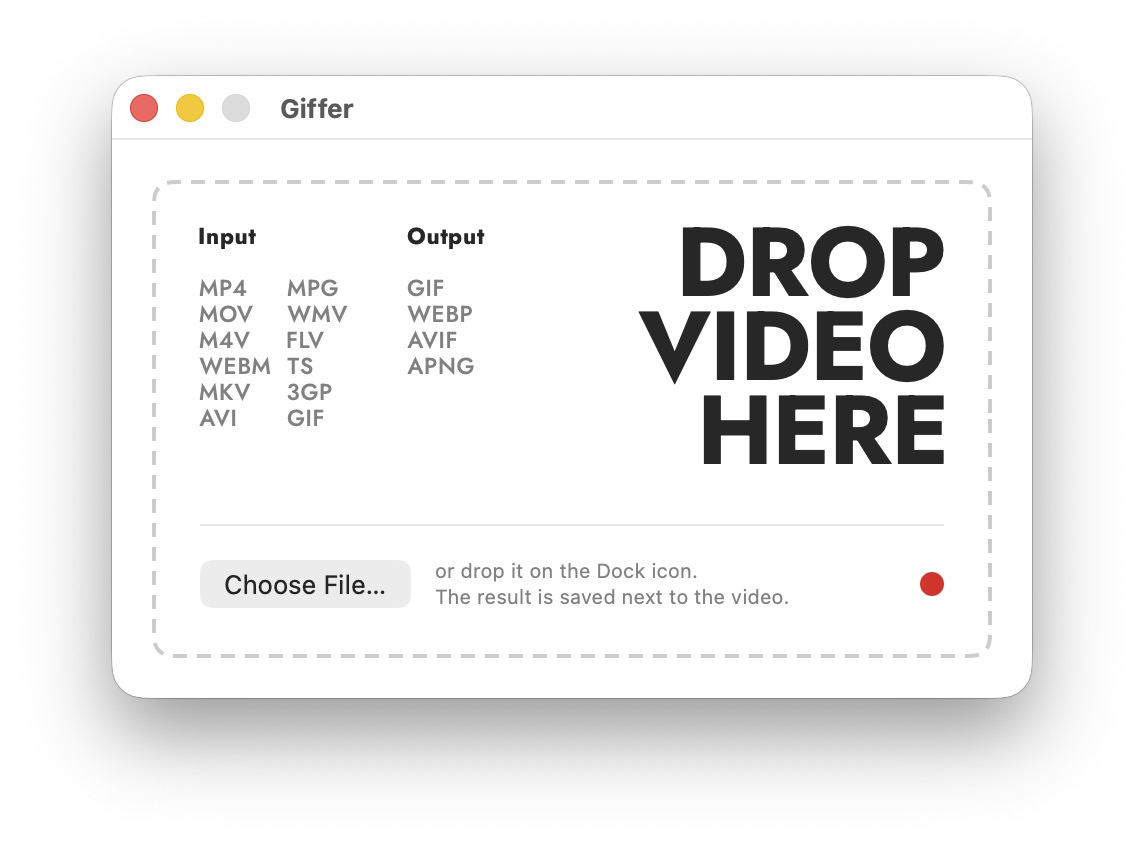 Giffer
Input
Output
MP4 MPG
MOV WMV
M4V FLV
WEBM TS
MKV 3GP
AVI GIF
GIF
WEBP
AVIF
APNG
DROP
VIDEO
HERE
Choose File...
or drop it on the Dock icon.
The result is saved next to the video.